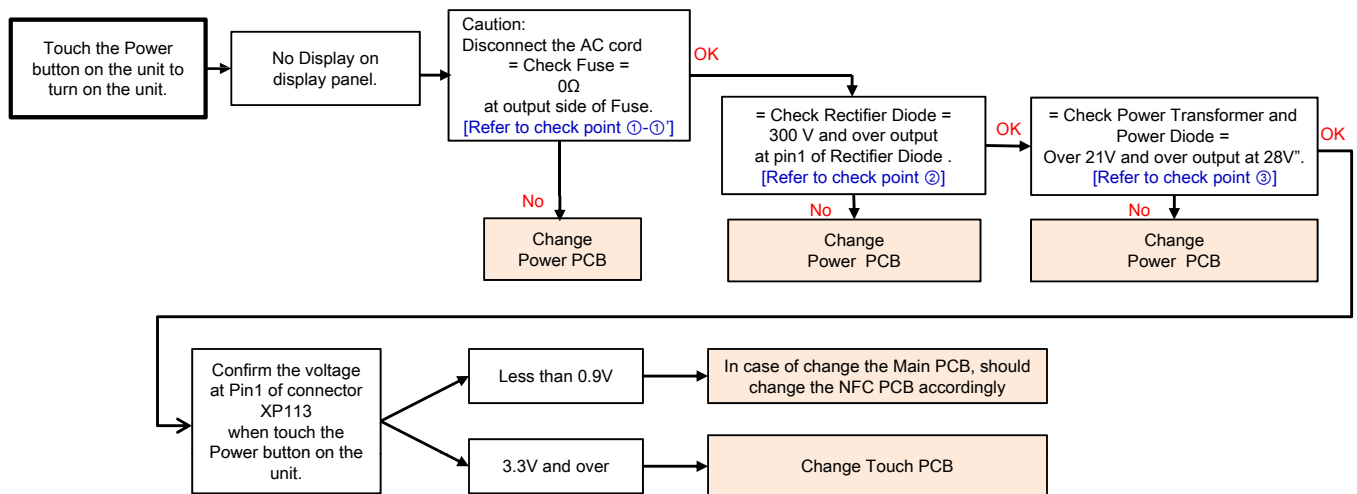 Touch the Power
button on the unit to
turn on the unit.
No Display on
display panel.
Caution:
Disconnect the AC cord
= Check Fuse =
0Ω
at output side of Fuse.
[Refer to check point ①-①']
OK
No
Change
Power PCB
= Check Rectifier Diode =
300 V and over output
at pin1 of Rectifier Diode .
[Refer to check point ②]
OK
No
Change
Power PCB
= Check Power Transformer and
Power Diode =
Over 21V and over output at 28V”.
[Refer to check point ③]
OK
No
Change
Power PCB
Confirm the voltage
at Pin1 of connector
XP113
when touch the
Power button on the
unit.
Less than 0.9V
In case of change the Main PCB, should
change the NFC PCB accordingly
3.3V and over
Change Touch PCB